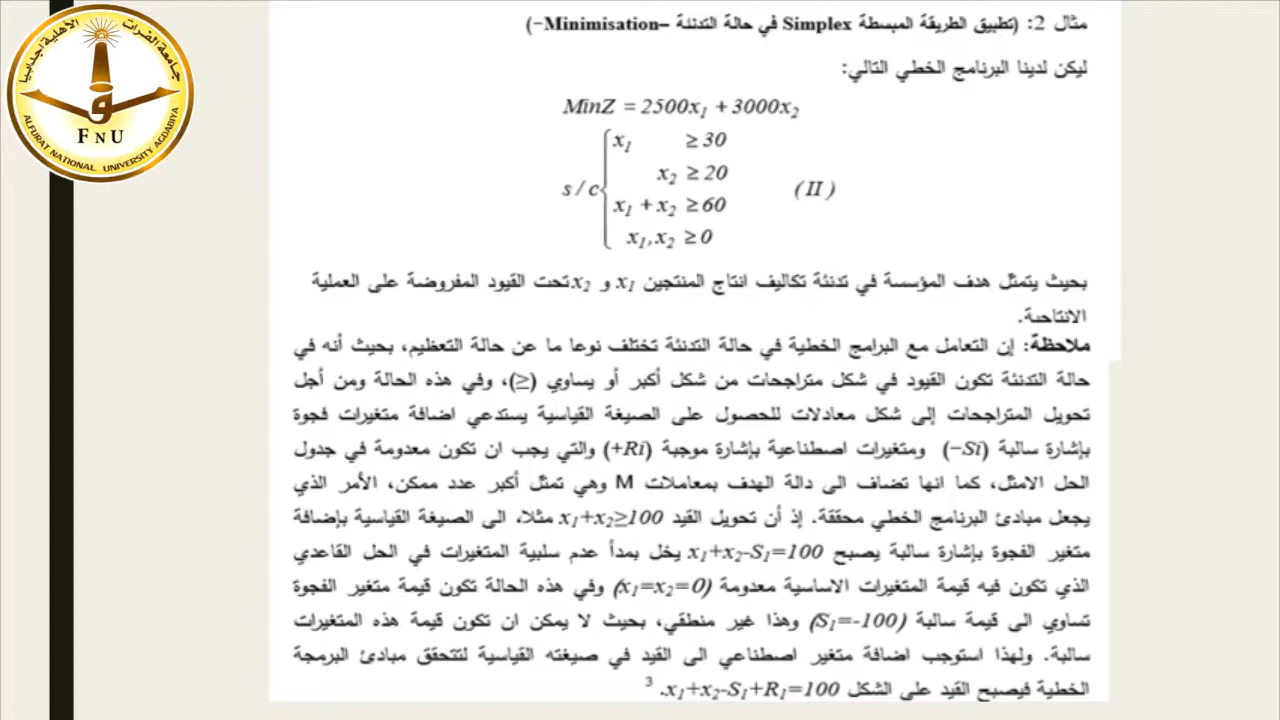 جامعة الفرات الأهلية اجدابيا
FNU
ALFURAT NATIONAL UNIVERSITY AGDABIYA
مثال 2: (تطبيق الطريقة المبسطة Simplex في حالة التدنئة –Minimisation−)
ليكن لدينا البرنامج الخطي التالي:
MinZ = 2500x₁ + 3000x₂
x₁ ≥ 30
x₂ ≥ 20
s / c (II)
x₁ + x₂ ≥ 60
x₁, x₂ ≥ 0
بحيث يتمثل هدف المؤسسة في تدنئة تكاليف انتاج المنتجين x₁ و x₂ تحت القيود المفروضة على العملية
الانتاجية.
ملاحظة: إن التعامل مع البرامج الخطية في حالة التدنئة تختلف نوعا ما عن حالة التعظيم، بحيث أنه في
حالة التدنئة تكون القيود في شكل متراجحات من شكل أكبر أو يساوي (≥)، وفي هذه الحالة ومن أجل
تحويل المتراجحات إلى شكل معادلات للحصول على الصيغة القياسية يستدعي اضافة متغيرات فجوة
بإشارة سالبة (−Si) ومتغيرات اصطناعية بإشارة موجبة (+Ri) والتي يجب ان تكون معدومة في جدول
الحل الامثل، كما انها تضاف الى دالة الهدف بمعاملات M وهي تمثل أكبر عدد ممكن، الأمر الذي
يجعل مبادئ البرنامج الخطي محققة. إذ أن تحويل القيد x₁+x₂≥100 مثلا، الى الصيغة القياسية بإضافة
متغير الفجوة بإشارة سالبة يصبح x₁+x₂-S₁=100 يخل بمدأ عدم سلبية المتغيرات في الحل القاعدي
الذي تكون فيه قيمة المتغيرات الاساسية معدومة (x₁=x₂=0) وفي هذه الحالة تكون قيمة متغير الفجوة
تساوي الى قيمة سالبة (S₁=-100) وهذا غير منطقي، بحيث لا يمكن ان تكون قيمة هذه المتغيرات
سالبة. ولهذا استوجب اضافة متغير اصطناعي الى القيد في صيغته القياسية لتتحقق مبادئ البرمجة
الخطية فيصبح القيد على الشكل x₁+x₂-S₁+R₁=100. ³